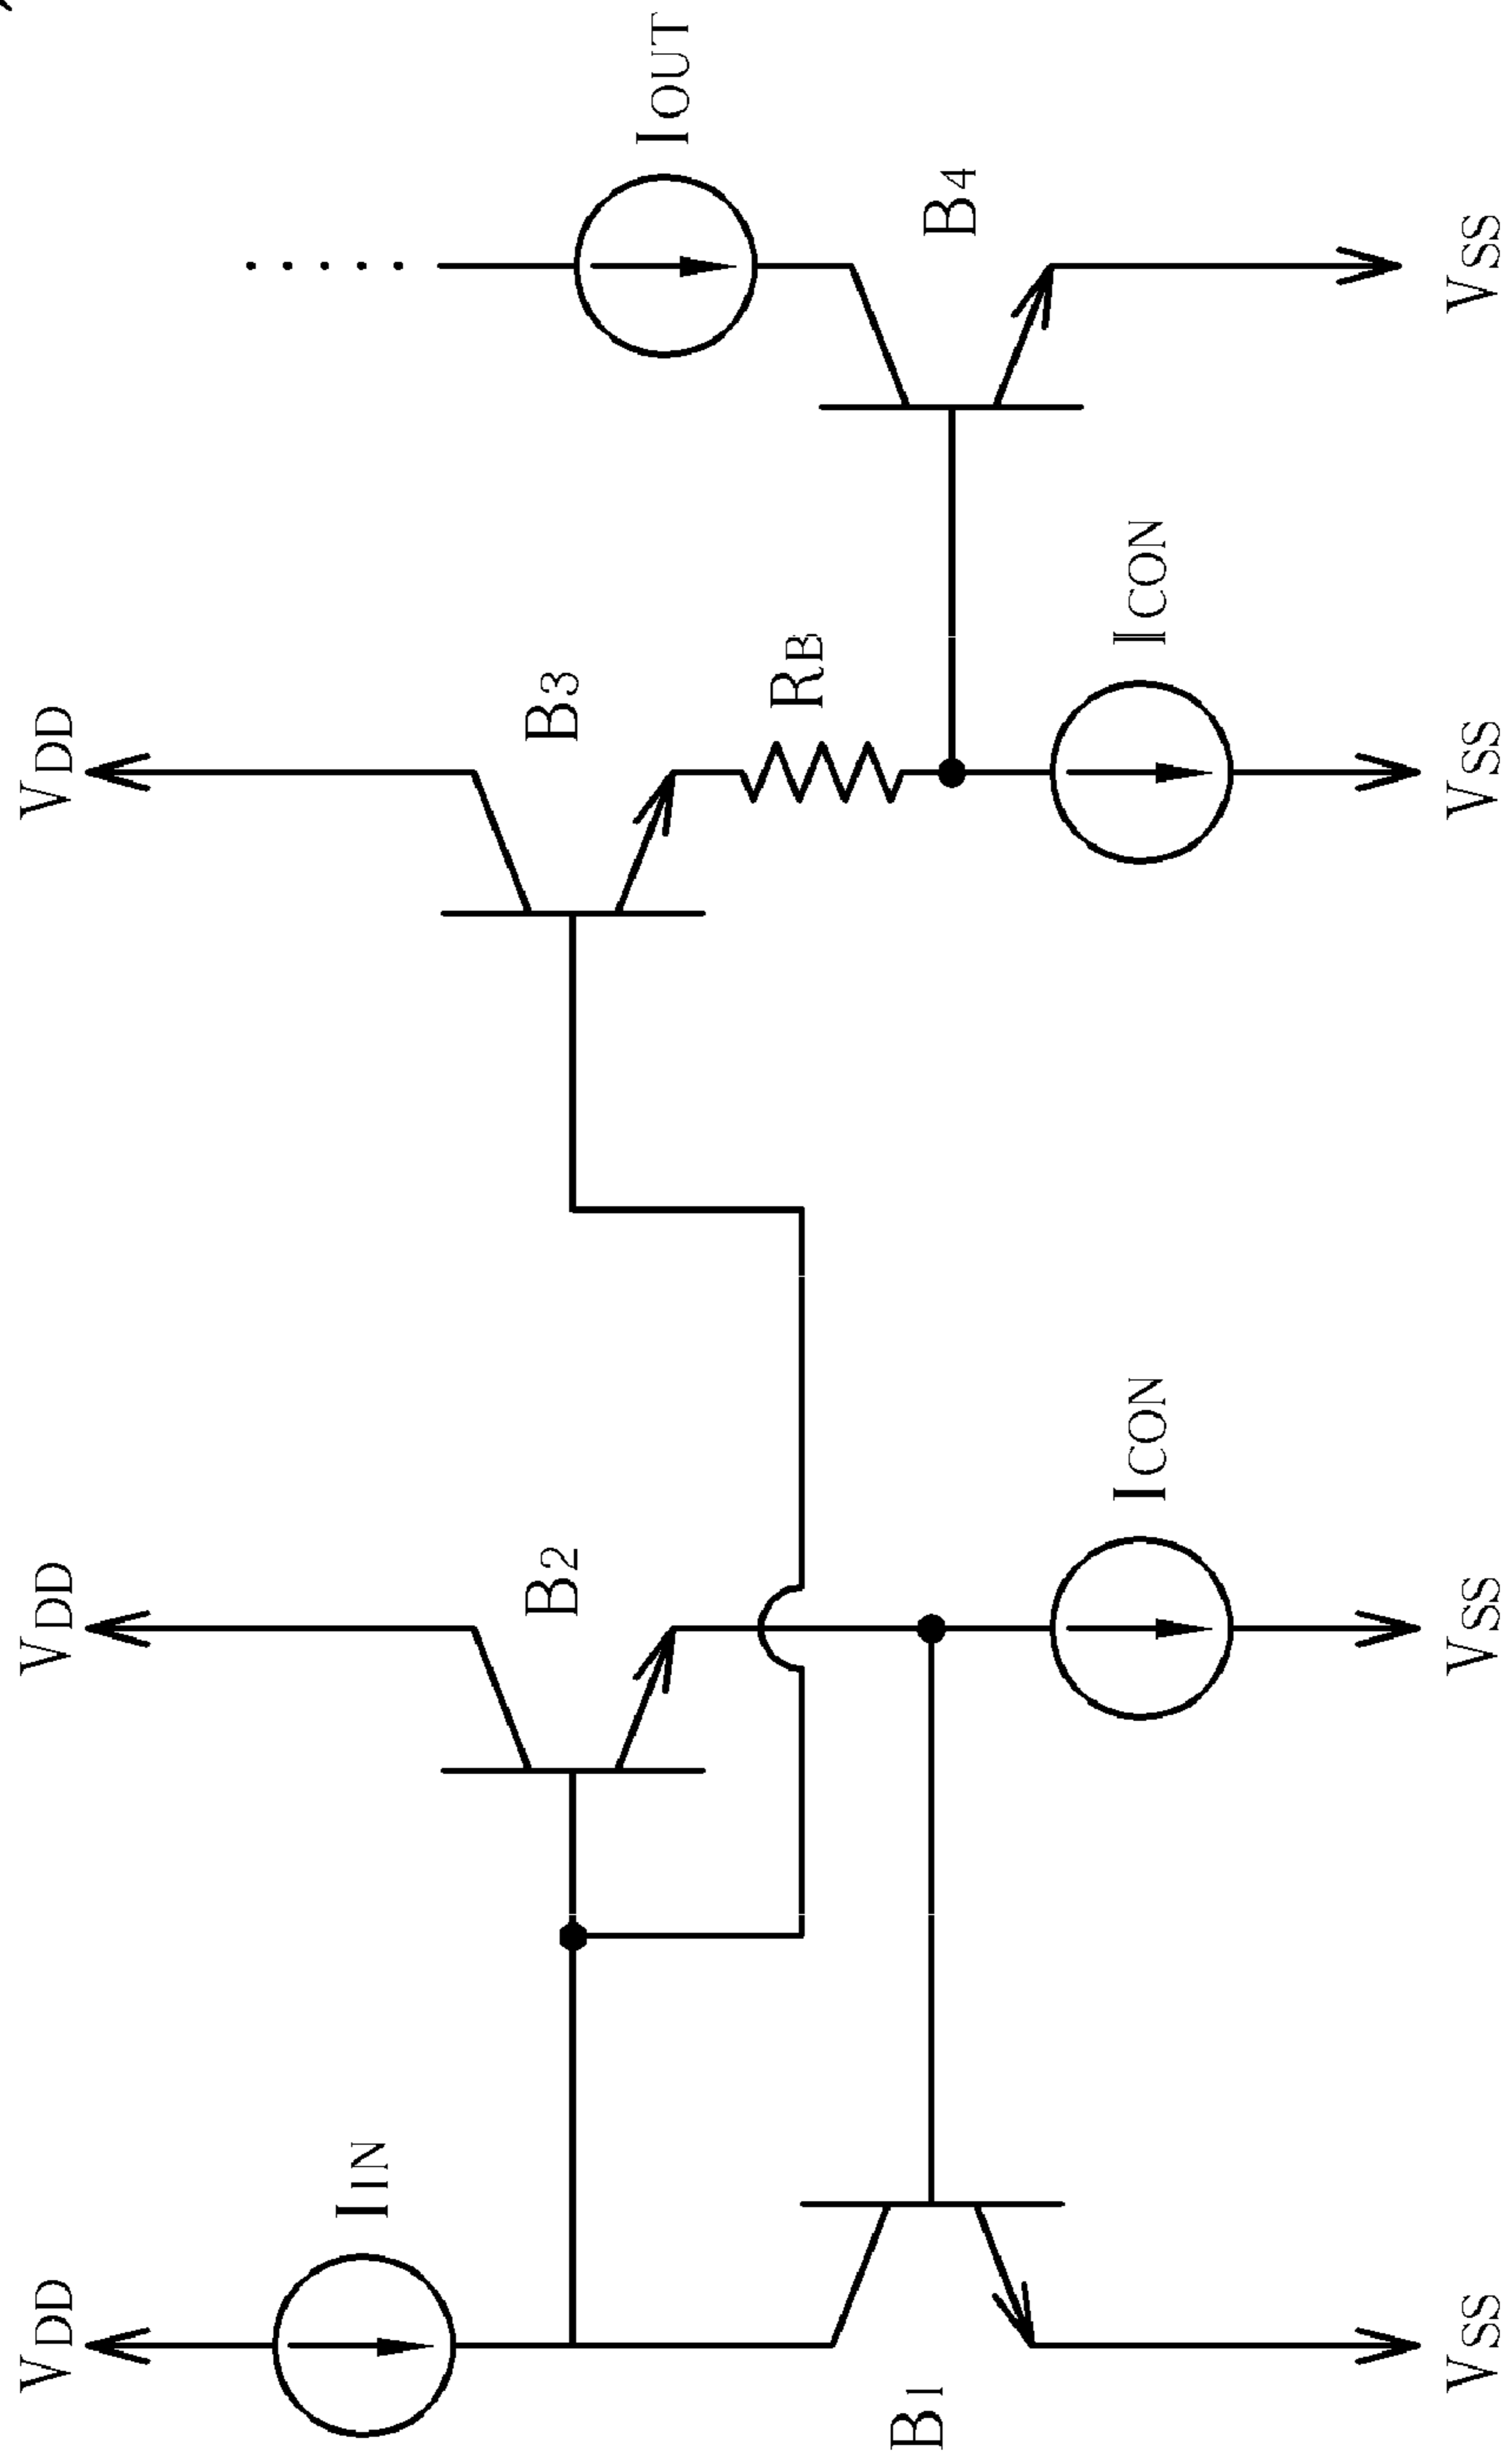 VDD
VDD
VDD
IIN
B2
B3
IOUT
RB
B1
B4
ICON
ICON
VSS
VSS
VSS
VSS